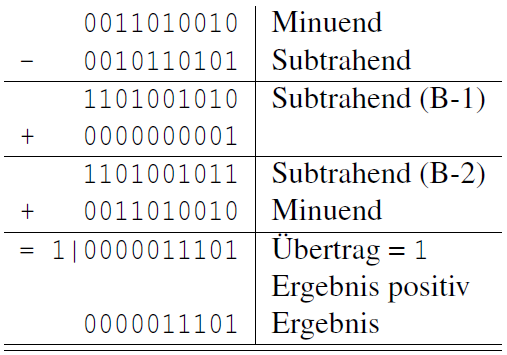 0011010010 Minuend
- 0010110101 Subtrahend
1101001010 Subtrahend (B-1)
+ 0000000001
1101001011 Subtrahend (B-2)
+ 0011010010 Minuend
= 1|0000011101 Übertrag = 1
Ergebnis positiv
0000011101 Ergebnis